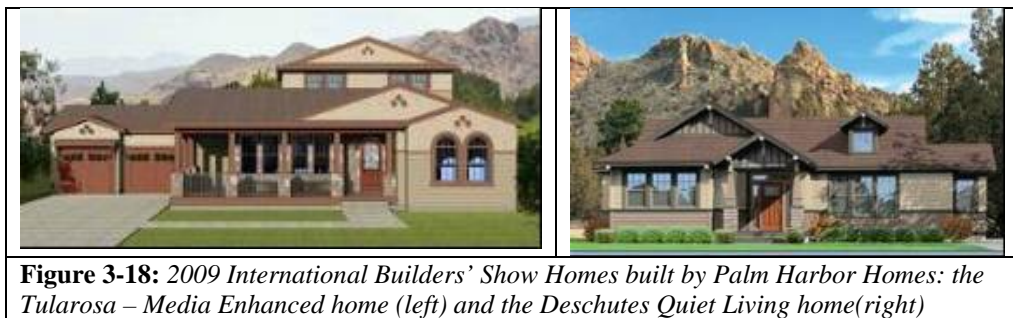 Figure 3-18: 2009 International Builders’ Show Homes built by Palm Harbor Homes: the
Tularosa – Media Enhanced home (left) and the Deschutes Quiet Living home(right)